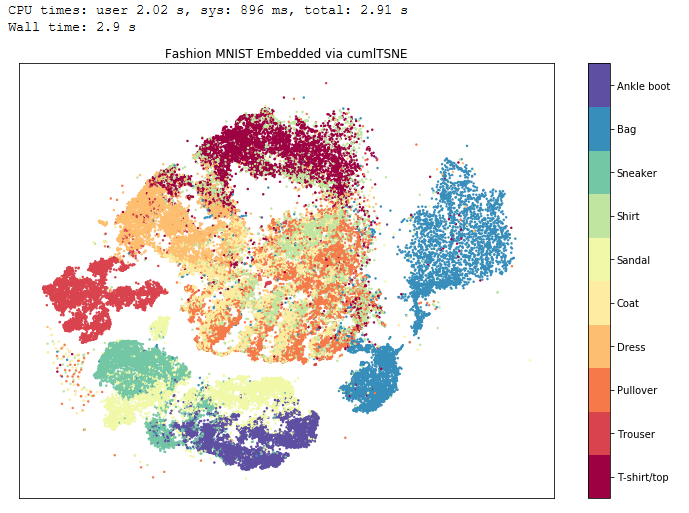 CPU times: user 2.02 s, sys: 896 ms, total: 2.91 s
Wall time: 2.9 s
Fashion MNIST Embedded via cumlTSNE
Ankle boot
Bag
Sneaker
Shirt
Sandal
Coat
Dress
Pullover
Trouser
T-shirt/top